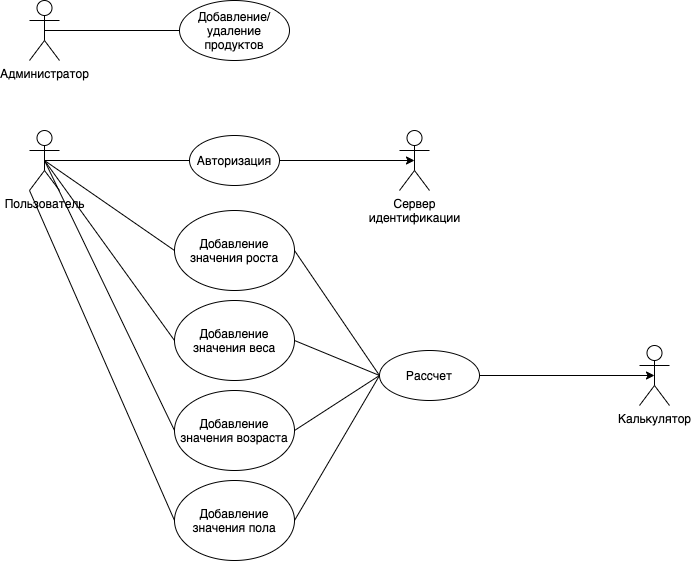 Добавление/
удаление
продуктов
Администратор
Авторизация
Пользователь
Сервер
идентификации
Добавление
значения роста
Добавление
значения веса
Рассчет
Калькулятор
Добавление
значения возраста
Добавление
значения пола